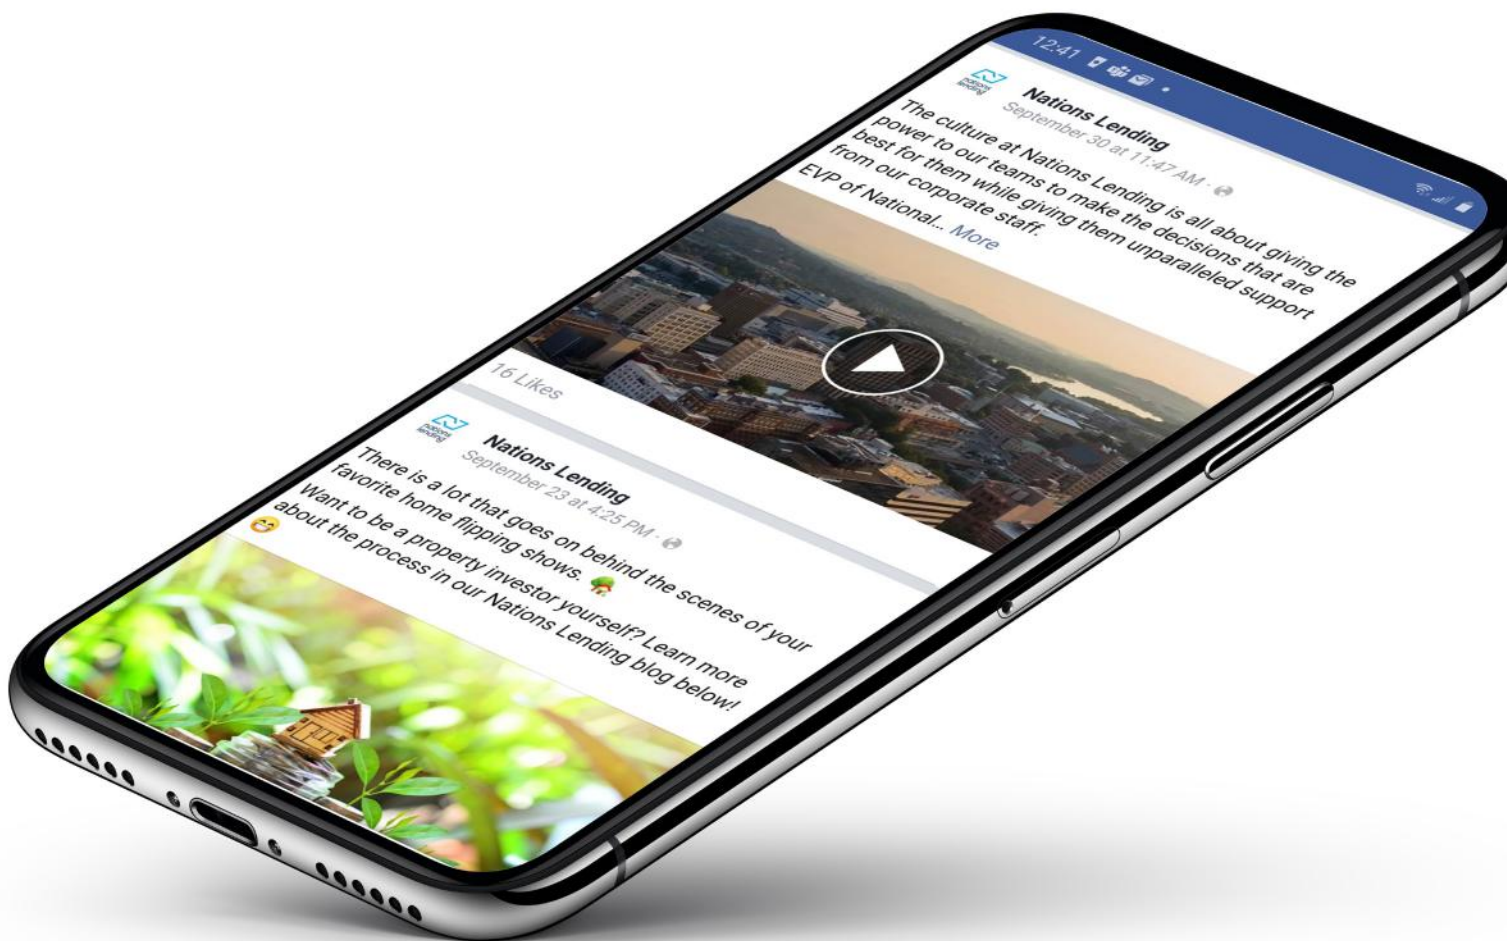 12:41
nations
lending
Nations Lending
September 30 at 11:47 AM ·
The culture at Nations Lending is all about giving the
power to our teams to make the decisions that are
best for them while giving them unparalleled support
from our corporate staff.
EVP of National... More
16 Likes
nations
lending
Nations Lending
September 23 at 4:25 PM ·
There is a lot that goes on behind the scenes of your
favorite home flipping shows. 🏡
Want to be a property investor yourself? Learn more
about the process in our Nations Lending blog below!
😁